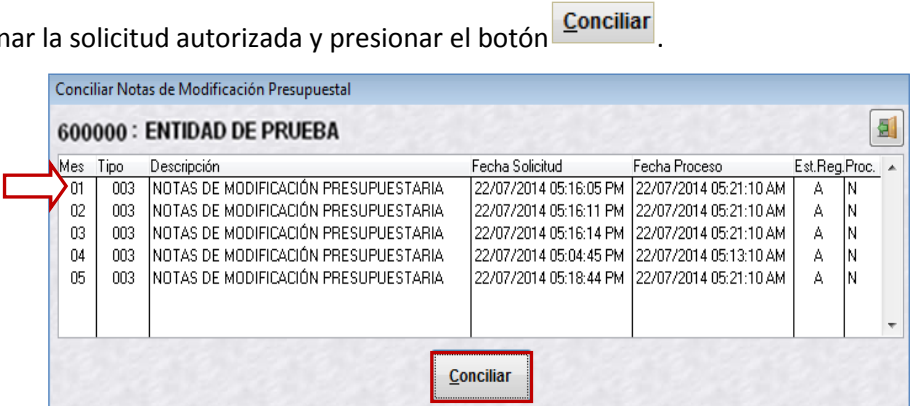 la solicitud autorizada y presionar el botón Conciliar.
Conciliar Notas de Modificación Presupuestal
600000 : ENTIDAD DE PRUEBA
Mes Tipo Descripción Fecha Solicitud Fecha Proceso Est.Reg.Proc.
01 003 NOTAS DE MODIFICACIÓN PRESUPUESTARIA 22/07/2014 05:16:05 PM 22/07/2014 05:21:10 AM A N
02 003 NOTAS DE MODIFICACIÓN PRESUPUESTARIA 22/07/2014 05:16:11 PM 22/07/2014 05:21:10 AM A N
03 003 NOTAS DE MODIFICACIÓN PRESUPUESTARIA 22/07/2014 05:16:14 PM 22/07/2014 05:21:10 AM A N
04 003 NOTAS DE MODIFICACIÓN PRESUPUESTARIA 22/07/2014 05:04:45 PM 22/07/2014 05:13:10 AM A N
05 003 NOTAS DE MODIFICACIÓN PRESUPUESTARIA 22/07/2014 05:18:44 PM 22/07/2014 05:21:10 AM A N
Conciliar